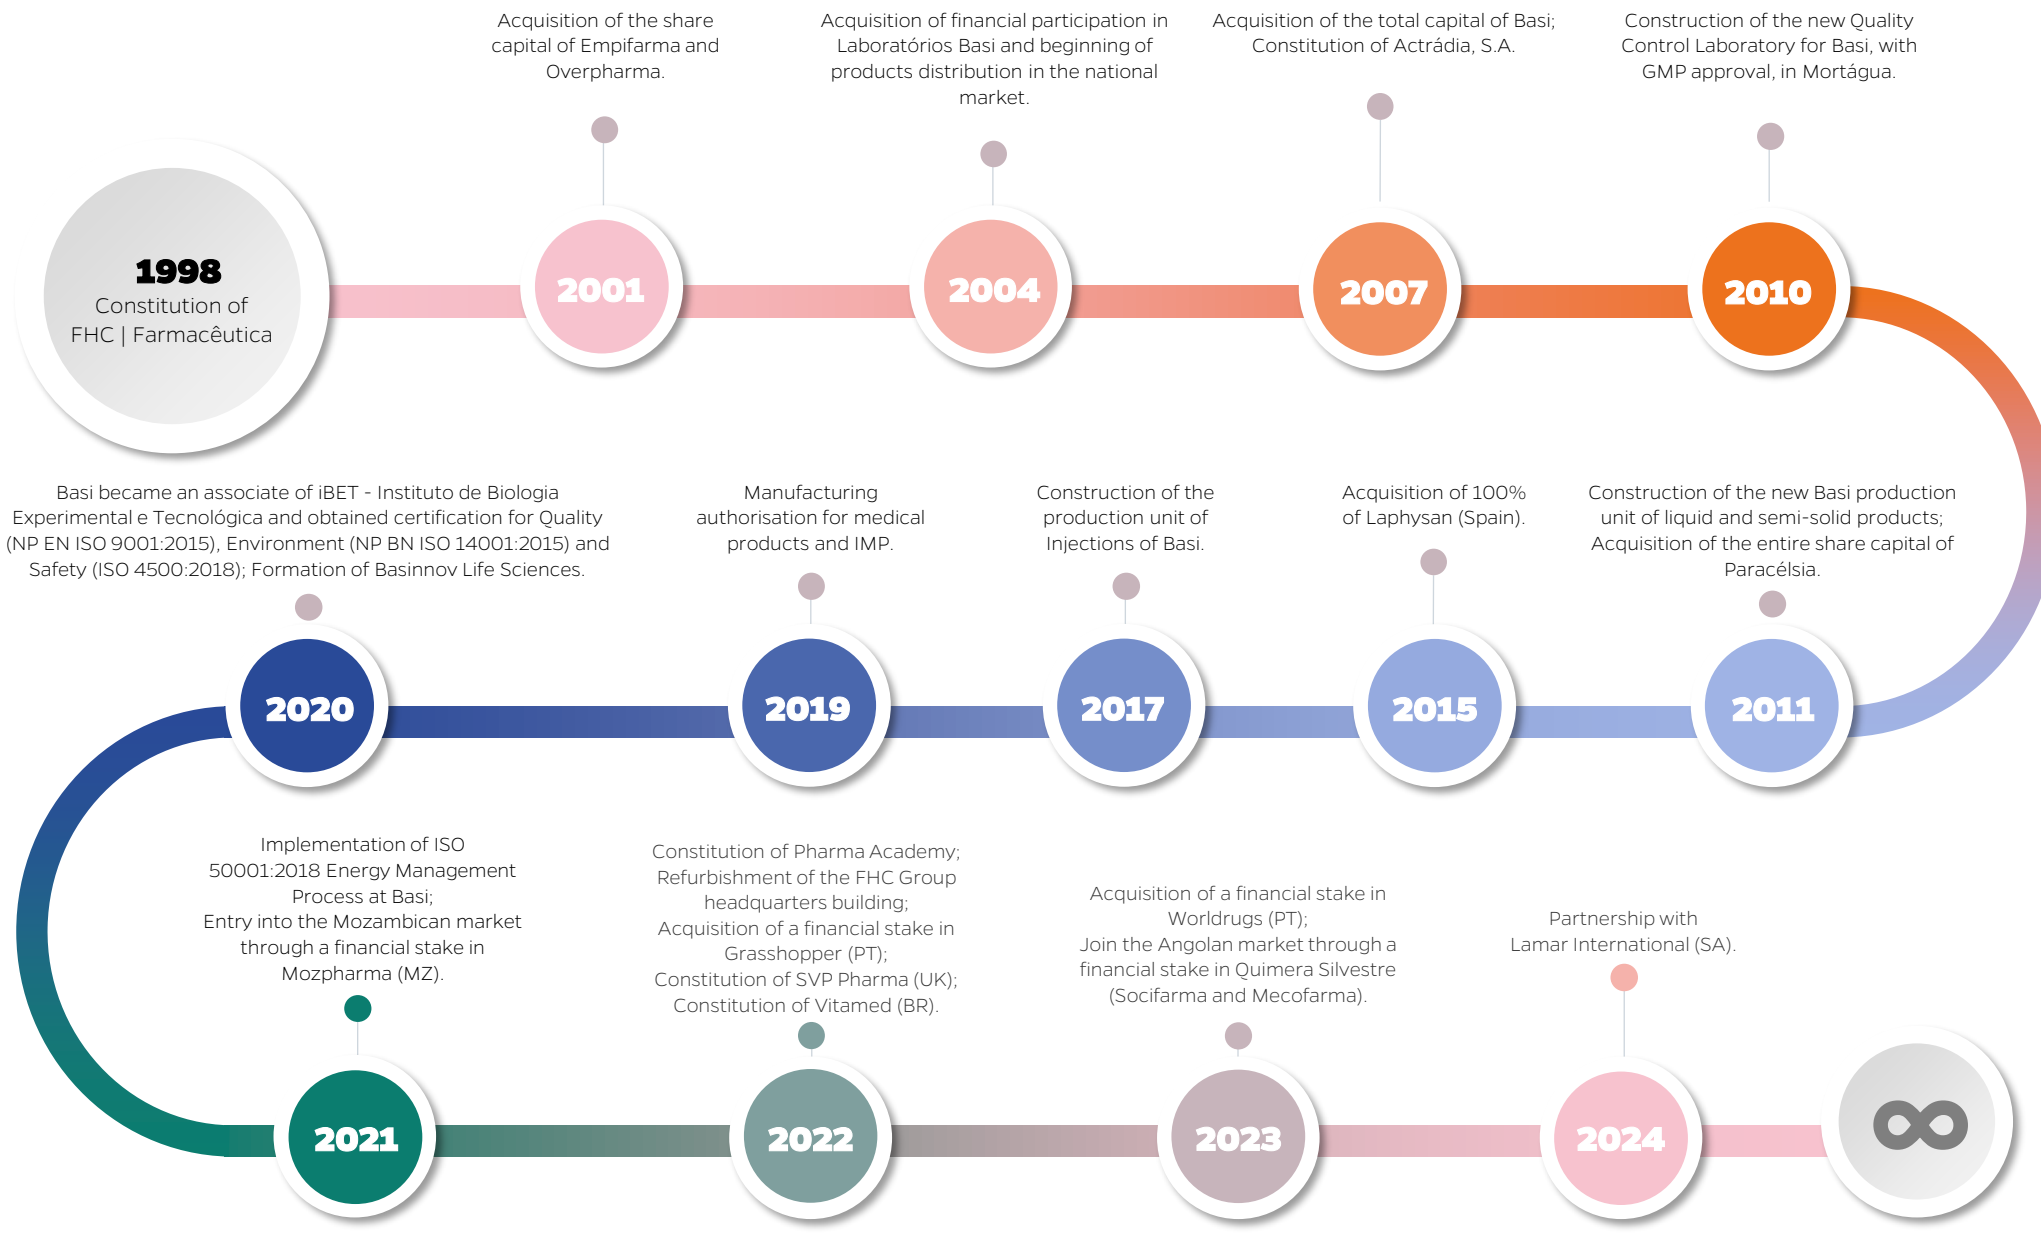 1998
Constitution of
FHC | Farmacêutica
Acquisition of the share
capital of Empifarma and
Overpharma.
2001
Acquisition of financial participation in
Laboratórios Basi and beginning of
products distribution in the national
market.
2004
Acquisition of the total capital of Basi;
Constitution of Actrádia, S.A.
2007
Construction of the new Quality
Control Laboratory for Basi, with
GMP approval, in Mortágua.
2010
Construction of the new Basi production
unit of liquid and semi-solid products;
Acquisition of the entire share capital of
Paracélsia.
2011
Acquisition of 100%
of Laphysan (Spain).
2015
Construction of the
production unit of
Injections of Basi.
2017
Manufacturing
authorisation for medical
products and IMP.
2019
Basi became an associate of iBET - Instituto de Biologia
Experimental e Tecnológica and obtained certification for Quality
(NP EN ISO 9001:2015), Environment (NP BN ISO 14001:2015) and
Safety (ISO 4500:2018); Formation of Basinnov Life Sciences.
2020
Implementation of ISO
50001:2018 Energy Management
Process at Basi;
Entry into the Mozambican market
through a financial stake in
Mozpharma (MZ).
2021
Constitution of Pharma Academy;
Refurbishment of the FHC Group
headquarters building;
Acquisition of a financial stake in
Grasshopper (PT);
Constitution of SVP Pharma (UK);
Constitution of Vitamed (BR).
2022
Acquisition of a financial stake in
Worldrugs (PT);
Join the Angolan market through a
financial stake in Quimera Silvestre
(Socifarma and Mecofarma).
2023
Partnership with
Lamar International (SA).
2024
∞